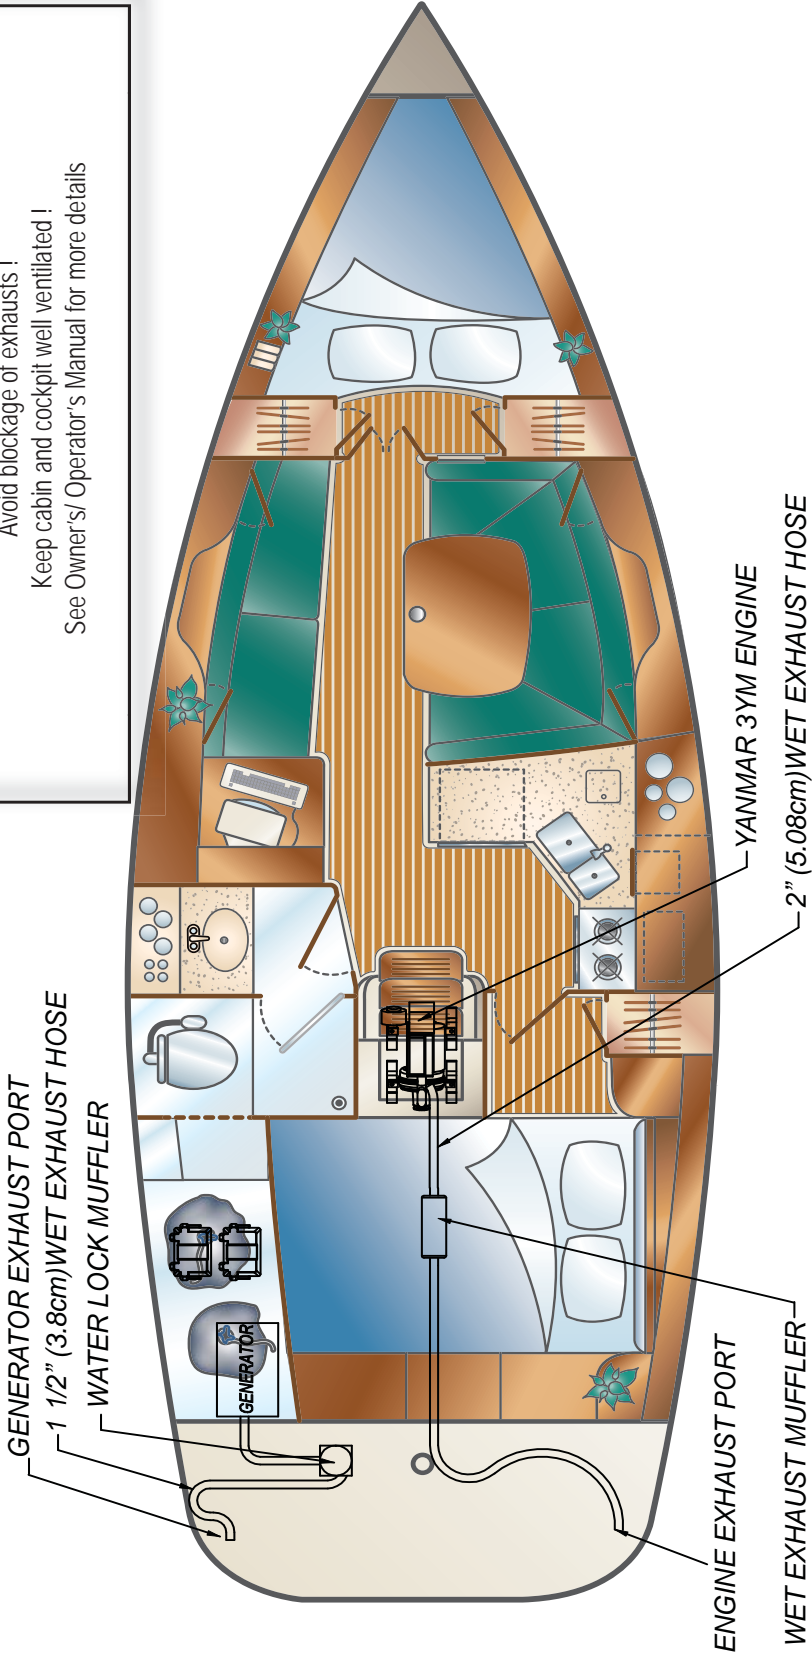 Avoid blockage of exhausts !
Keep cabin and cockpit well ventilated !
See Owner's/ Operator's Manual for more details
GENERATOR EXHAUST PORT
1 1/2” (3.8cm)WET EXHAUST HOSE
WATER LOCK MUFFLER
GENERATOR
YANMAR 3YM ENGINE
2” (5.08cm)WET EXHAUST HOSE
ENGINE EXHAUST PORT
WET EXHAUST MUFFLER